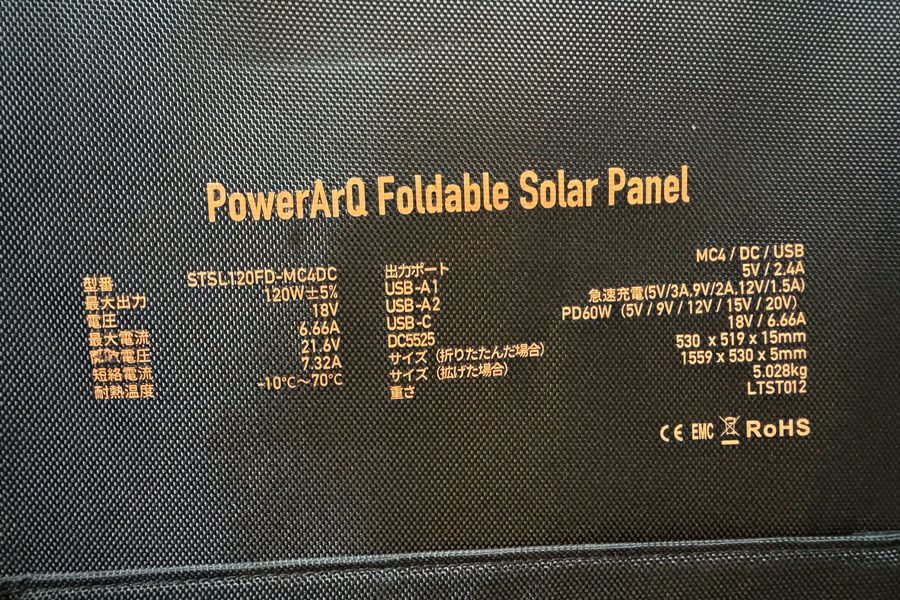 PowerArQ Foldable Solar Panel
型番 STSL120FD-MC4DC
最大出力 120W±5%
電圧 18V
最大電流 6.66A
電圧 21.6V
短絡電流 7.32A
耐熱温度 -10℃～70℃
出力ポート MC4 / DC / USB
USB-A1 5V / 2.4A
USB-A2 急速充電(5V/3A,9V/2A,12V/1.5A)
USB-C PD60W（5V / 9V / 12V / 15V / 20V）
DC5525 18V / 6.66A
サイズ（折りたたんだ場合） 530 x 519 x 15mm
サイズ（拡げた場合） 1559 x 530 x 5mm
重さ 5.028kg
LTST012
CE EMC RoHS